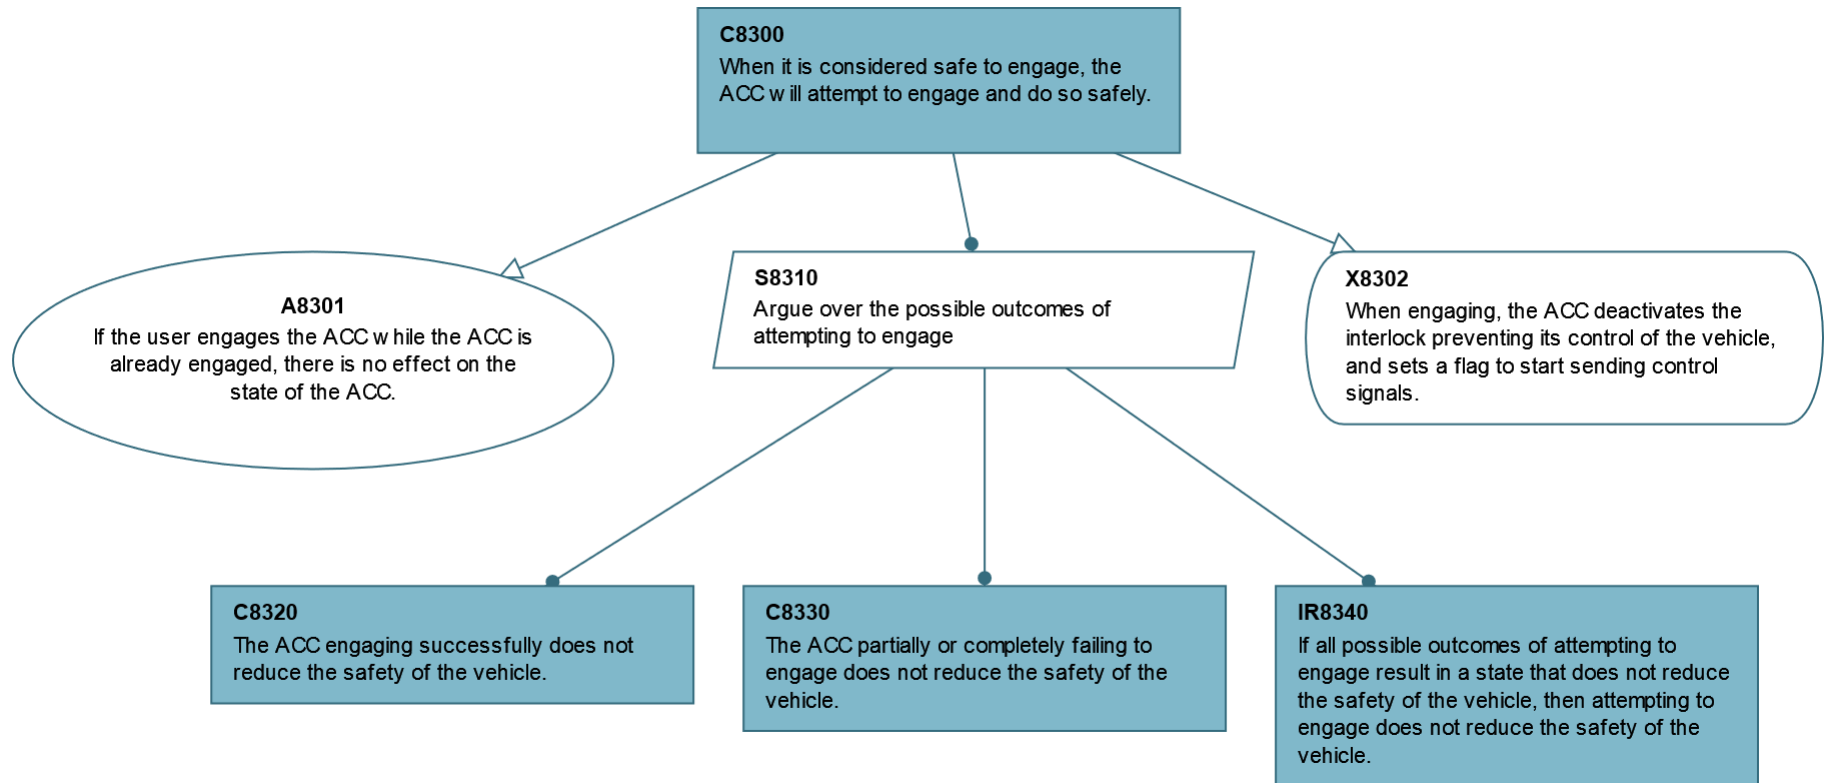 C8300
When it is considered safe to engage, the
ACC will attempt to engage and do so safely.
A8301
If the user engages the ACC while the ACC is
already engaged, there is no effect on the
state of the ACC.
S8310
Argue over the possible outcomes of
attempting to engage
X8302
When engaging, the ACC deactivates the
interlock preventing its control of the vehicle,
and sets a flag to start sending control
signals.
C8320
The ACC engaging successfully does not
reduce the safety of the vehicle.
C8330
The ACC partially or completely failing to
engage does not reduce the safety of the
vehicle.
IR8340
If all possible outcomes of attempting to
engage result in a state that does not reduce
the safety of the vehicle, then attempting to
engage does not reduce the safety of the
vehicle.